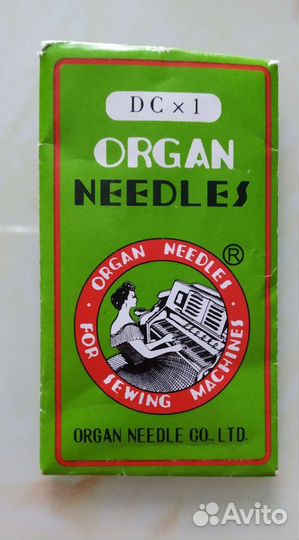 DC × 1
ORGAN
NEEDLES
®
ORGAN NEEDLES
FOR SEWING MACHINES
ORGAN NEEDLE CO., LTD.
Avito